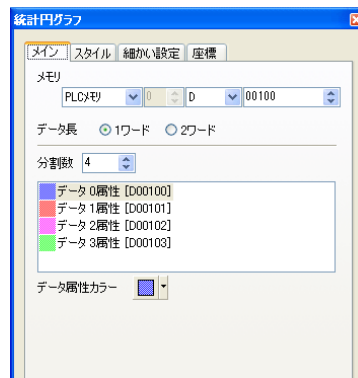 統計円グラフ
メイン スタイル 細かい設定 座標
メモリ
PLCメモリ 0 D 00100
データ長 1ワード 2ワード
分割数 4
データ 0属性 [D00100]
データ 1属性 [D00101]
データ 2属性 [D00102]
データ 3属性 [D00103]
データ属性カラー